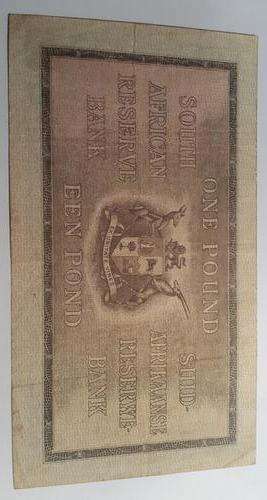 ONE POUND
SOUTH
AFRICAN
RESERVE
BANK
SUID-
AFRIKAANSE
RESERWE-
BANK
EEN POND